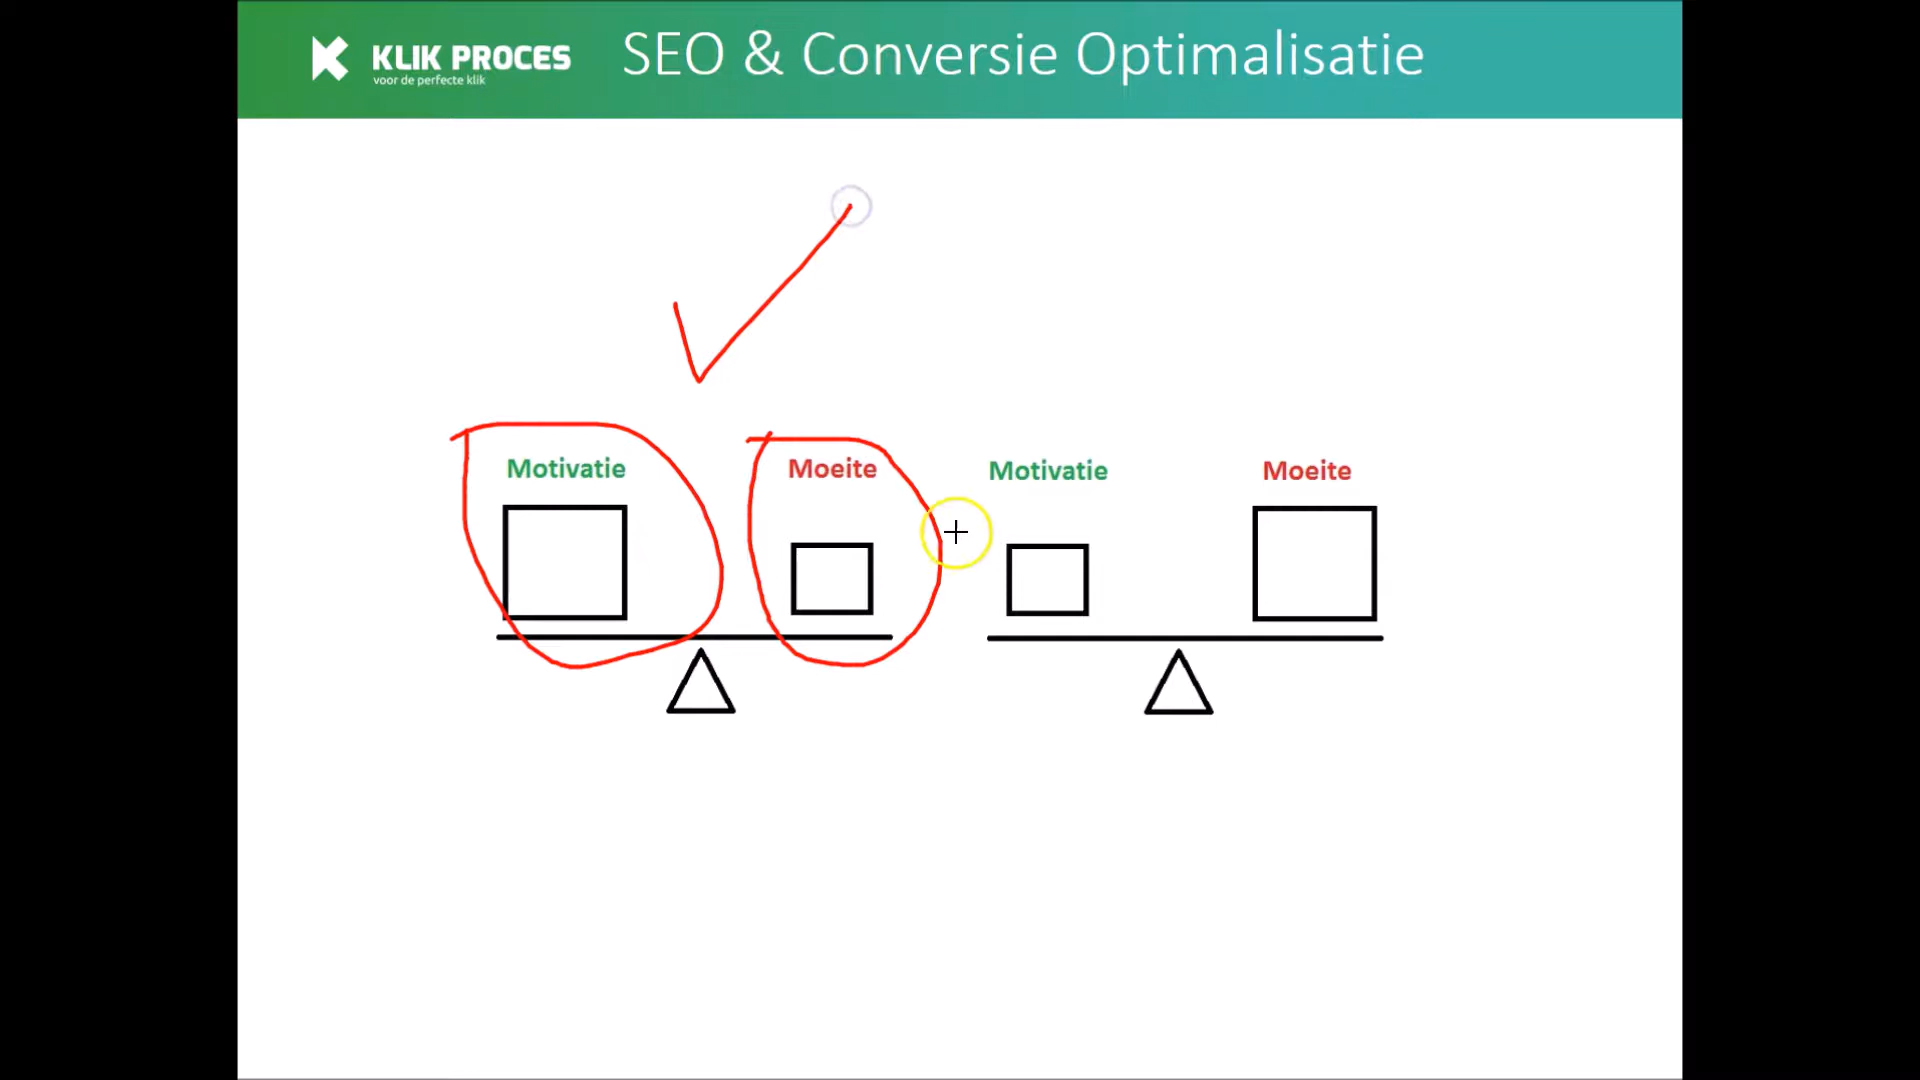 KLIK PROCES
voor de perfecte klik
SEO & Conversie Optimalisatie
Motivatie
Moeite
Motivatie
Moeite